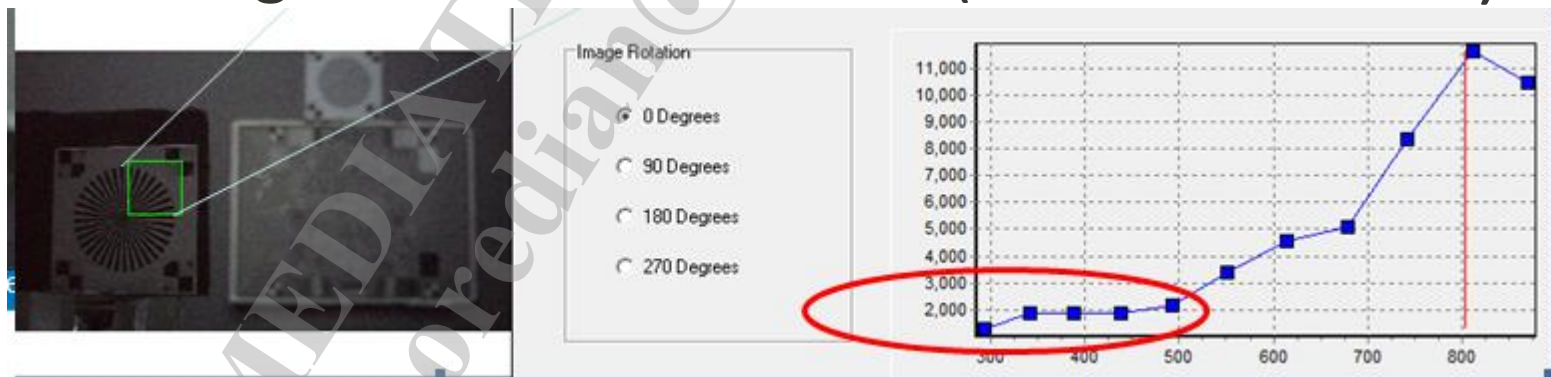 Image Rotation
0 Degrees
90 Degrees
180 Degrees
270 Degrees
11,000
10,000
9,000
8,000
7,000
6,000
5,000
4,000
3,000
2,000
300 400 500 600 700 800